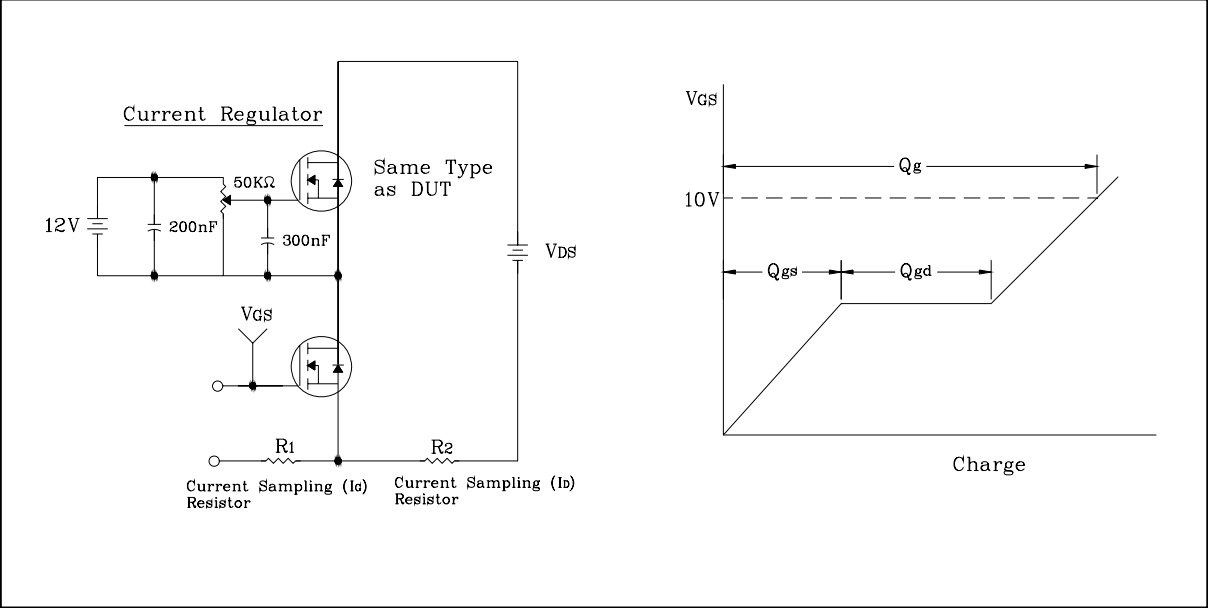 Current Regulator
Same Type
as DUT
50KΩ
12V
200nF
300nF
VDS
VGS
R1
R2
Current Sampling (IG)
Resistor
Current Sampling (ID)
Resistor
VGS
Qg
10V
Qgs
Qgd
Charge